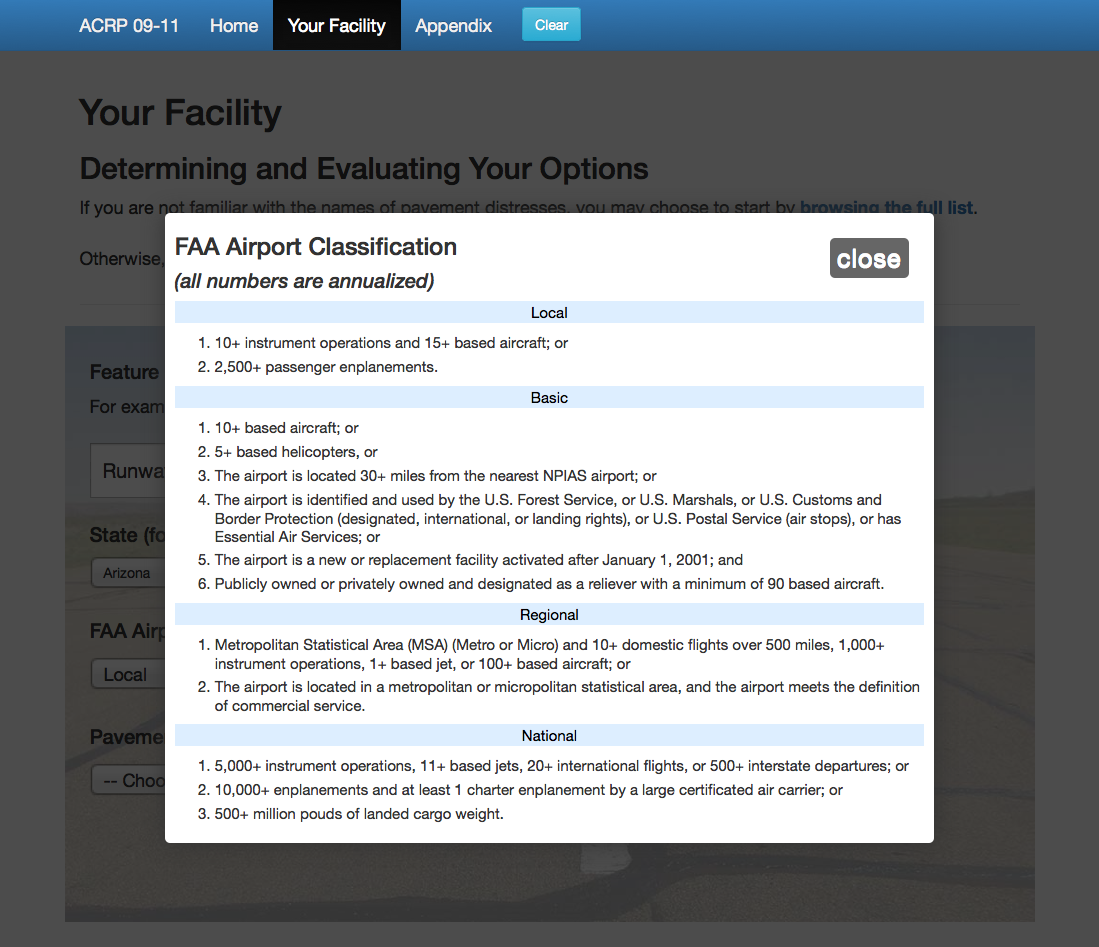 ACRP 09-11 Home Your Facility Appendix Clear
Your Facility
Determining and Evaluating Your Options
If you are not familiar with the names of pavement distresses, you may choose to start by browsing the full list.
Otherwise,
FAA Airport Classification
close
(all numbers are annualized)
Local
1. 10+ instrument operations and 15+ based aircraft; or
2. 2,500+ passenger enplanements.
Basic
1. 10+ based aircraft; or
2. 5+ based helicopters, or
3. The airport is located 30+ miles from the nearest NPIAS airport; or
4. The airport is identified and used by the U.S. Forest Service, or U.S. Marshals, or U.S. Customs and
Border Protection (designated, international, or landing rights), or U.S. Postal Service (air stops), or has
Essential Air Services; or
5. The airport is a new or replacement facility activated after January 1, 2001; and
6. Publicly owned or privately owned and designated as a reliever with a minimum of 90 based aircraft.
Regional
1. Metropolitan Statistical Area (MSA) (Metro or Micro) and 10+ domestic flights over 500 miles, 1,000+
instrument operations, 1+ based jet, or 100+ based aircraft; or
2. The airport is located in a metropolitan or micropolitan statistical area, and the airport meets the definition
of commercial service.
National
1. 5,000+ instrument operations, 11+ based jets, 20+ international flights, or 500+ interstate departures; or
2. 10,000+ enplanements and at least 1 charter enplanement by a large certificated air carrier; or
3. 500+ million pouds of landed cargo weight.
Feature
For exam
Runwa
State (fo
Arizona
FAA Airp
Local
Paveme
-- Choo